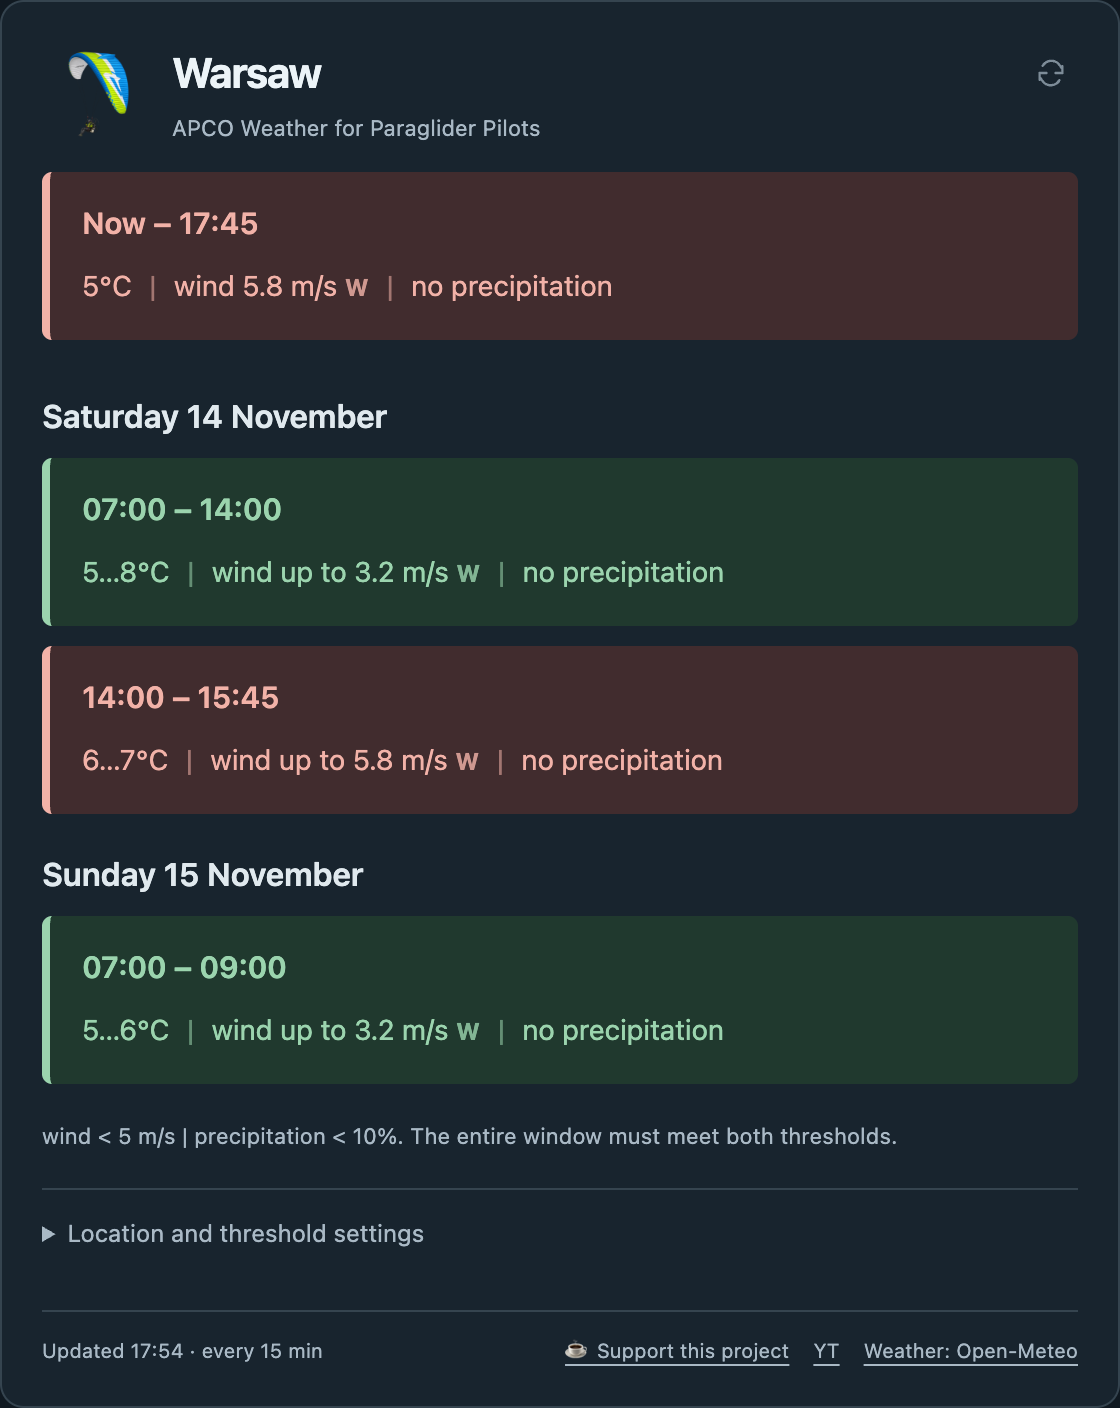 Warsaw
APCO Weather for Paraglider Pilots
Now – 17:45
5°C | wind 5.8 m/s W | no precipitation
Saturday 14 November
07:00 – 14:00
5…8°C | wind up to 3.2 m/s W | no precipitation
14:00 – 15:45
6…7°C | wind up to 5.8 m/s W | no precipitation
Sunday 15 November
07:00 – 09:00
5…6°C | wind up to 3.2 m/s W | no precipitation
wind < 5 m/s | precipitation < 10%. The entire window must meet both thresholds.
▶ Location and threshold settings
Updated 17:54 · every 15 min ☕ Support this project YT Weather: Open-Meteo